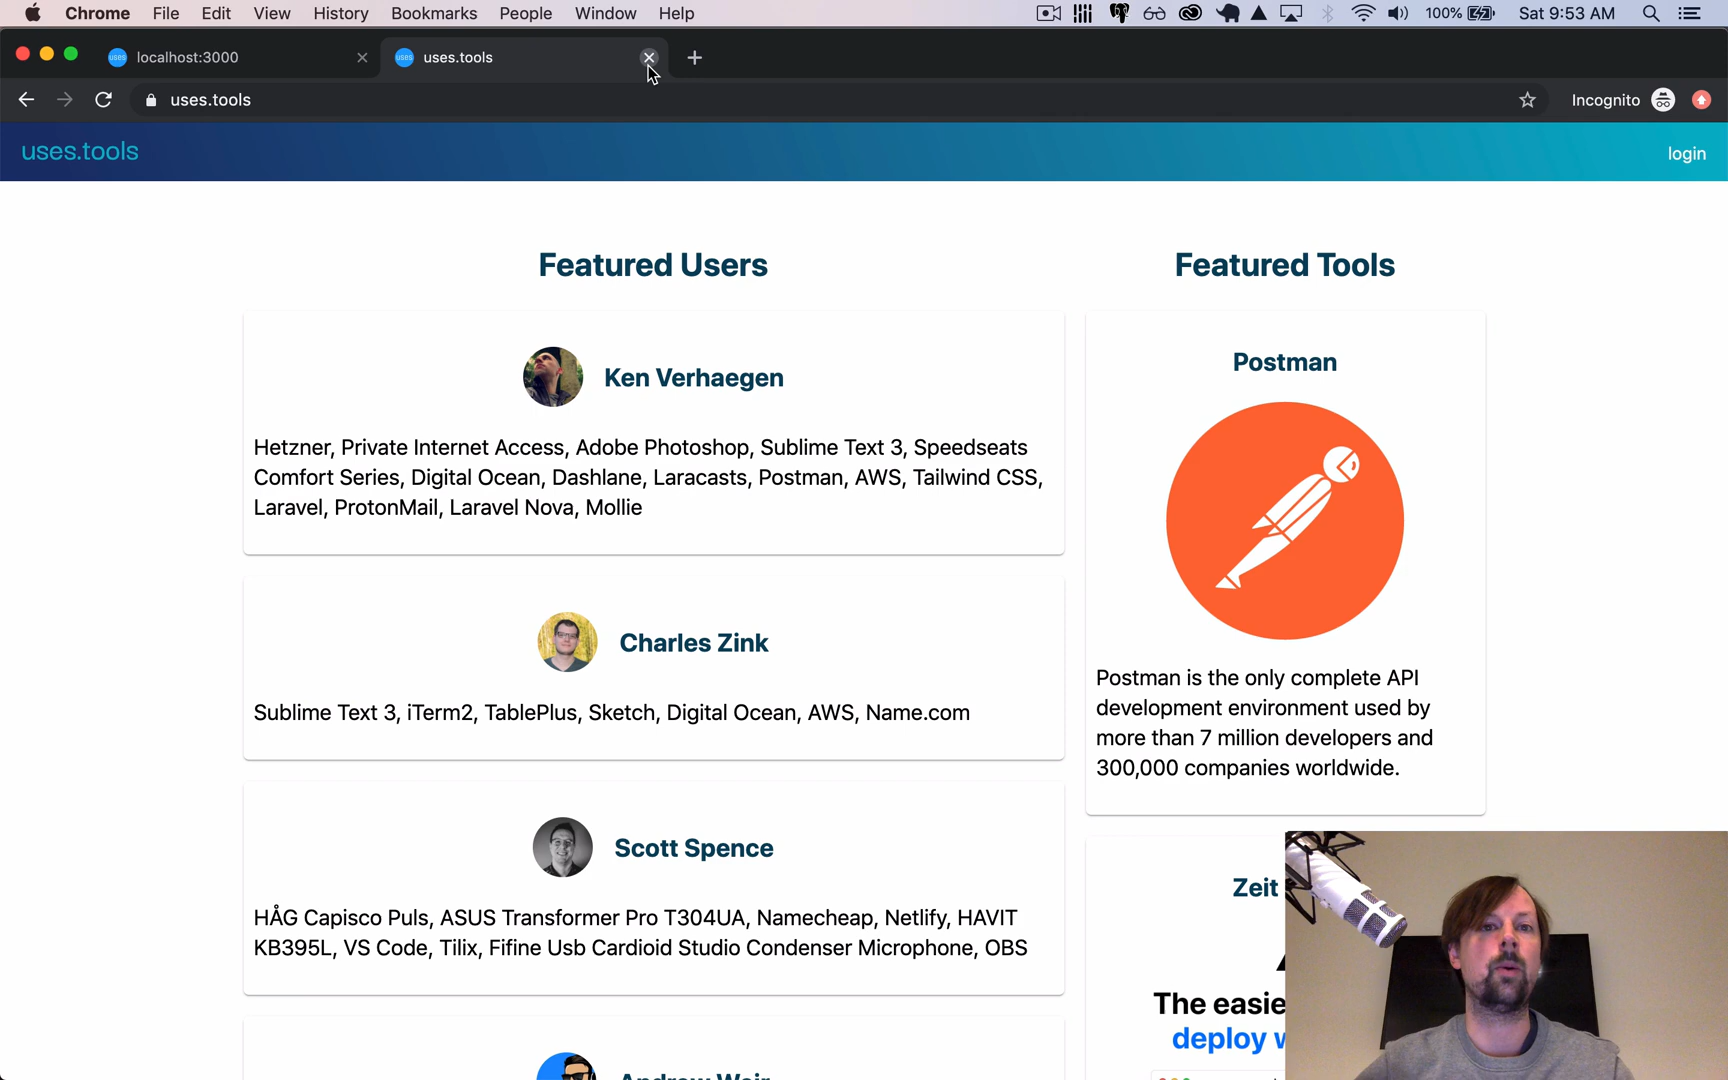 Chrome File Edit View History Bookmarks People Window Help 100% Sat 9:53 AM
uses localhost:3000 uses uses.tools
uses.tools Incognito
uses.tools login
Featured Users
Ken Verhaegen
Hetzner, Private Internet Access, Adobe Photoshop, Sublime Text 3, Speedseats
Comfort Series, Digital Ocean, Dashlane, Laracasts, Postman, AWS, Tailwind CSS,
Laravel, ProtonMail, Laravel Nova, Mollie
Charles Zink
Sublime Text 3, iTerm2, TablePlus, Sketch, Digital Ocean, AWS, Name.com
Scott Spence
HÅG Capisco Puls, ASUS Transformer Pro T304UA, Namecheap, Netlify, HAVIT
KB395L, VS Code, Tilix, Fifine Usb Cardioid Studio Condenser Microphone, OBS
Andrew Weir
Featured Tools
Postman
Postman is the only complete API
development environment used by
more than 7 million developers and
300,000 companies worldwide.
Zeit
The easie
deploy w